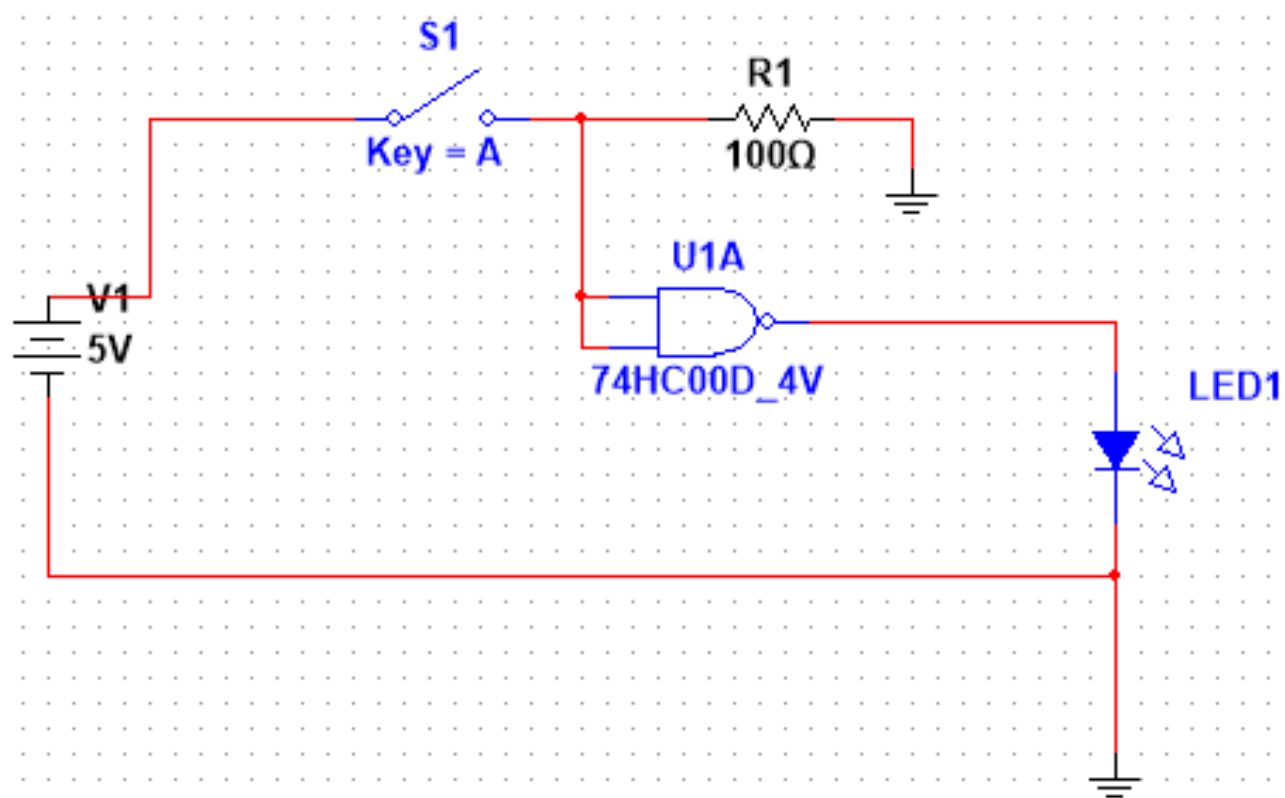 S1
Key = A
R1
100Ω
V1
5V
U1A
74HC00D_4V
LED1